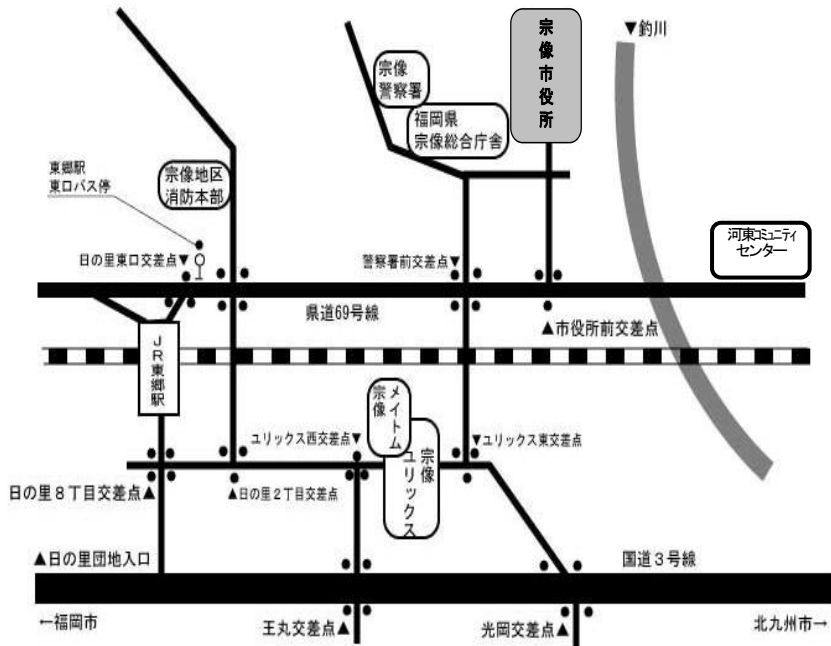 宗像市役所
▼釣川
宗像
警察署
福岡県
宗像総合庁舎
東郷駅
東口バス停
宗像地区
消防本部
河東コミュニティ
センター
日の里東口交差点▼
警察署前交差点▼
県道69号線
▲市役所前交差点
JR東郷駅
メイトム
宗像
宗像
ユリックス
ユリックス西交差点▼
▼ユリックス東交差点
日の里8丁目交差点▲
▲日の里2丁目交差点
▲日の里団地入口
国道3号線
←福岡市
王丸交差点▲
光岡交差点▲
北九州市→